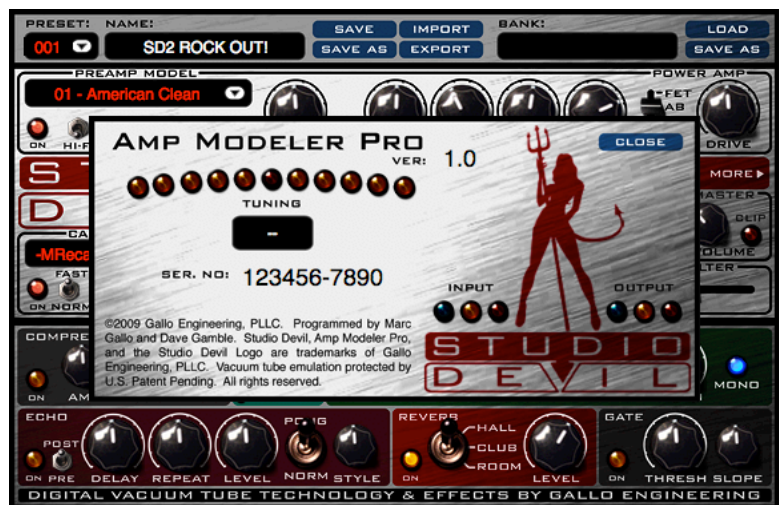 PRESET: NAME: SAVE IMPORT BANK: LOAD
001 SD2 ROCK OUT! SAVE AS EXPORT SAVE AS
PREAMP MODEL POWER AMP
01 - American Clean FET
AB
ON HI-F DRIVE
AMP MODELER PRO CLOSE
VER: 1.0
S MORE
TUNING MASTER
D CLIP
--
CA VOLUME
-MReca LTER
FAST
SER. NO: 123456-7890
ON NORM INPUT OUTPUT
©2009 Gallo Engineering, PLLC. Programmed by Marc
Gallo and Dave Gamble. Studio Devil, Amp Modeler Pro,
and the Studio Devil Logo are trademarks of Gallo
Engineering, PLLC. Vacuum tube emulation protected by
U.S. Patent Pending. All rights reserved.
STUDIO
DEVIL
COMPRE
ON AM MONO
ECHO PONG REVERB HALL GATE
POST CLUB
ROOM
ON PRE DELAY REPEAT LEVEL NORM STYLE ON LEVEL ON THRESH SLOPE
DIGITAL VACUUM TUBE TECHNOLOGY & EFFECTS BY GALLO ENGINEERING